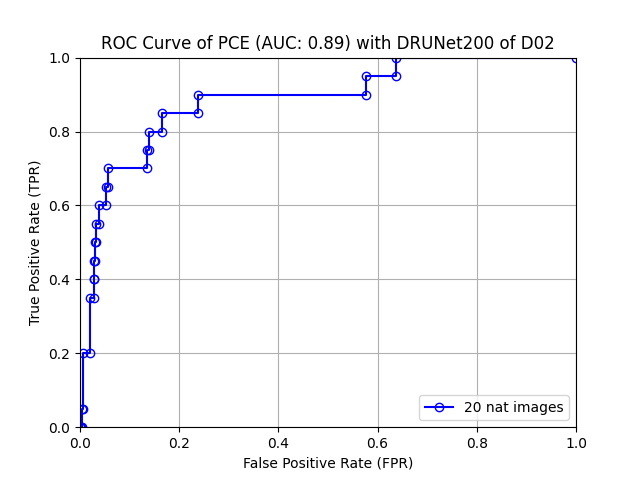 ROC Curve of PCE (AUC: 0.89) with DRUNet200 of D02
1.0
0.8
0.6
0.4
0.2
0.0
True Positive Rate (TPR)
20 nat images
0.0 0.2 0.4 0.6 0.8 1.0
False Positive Rate (FPR)